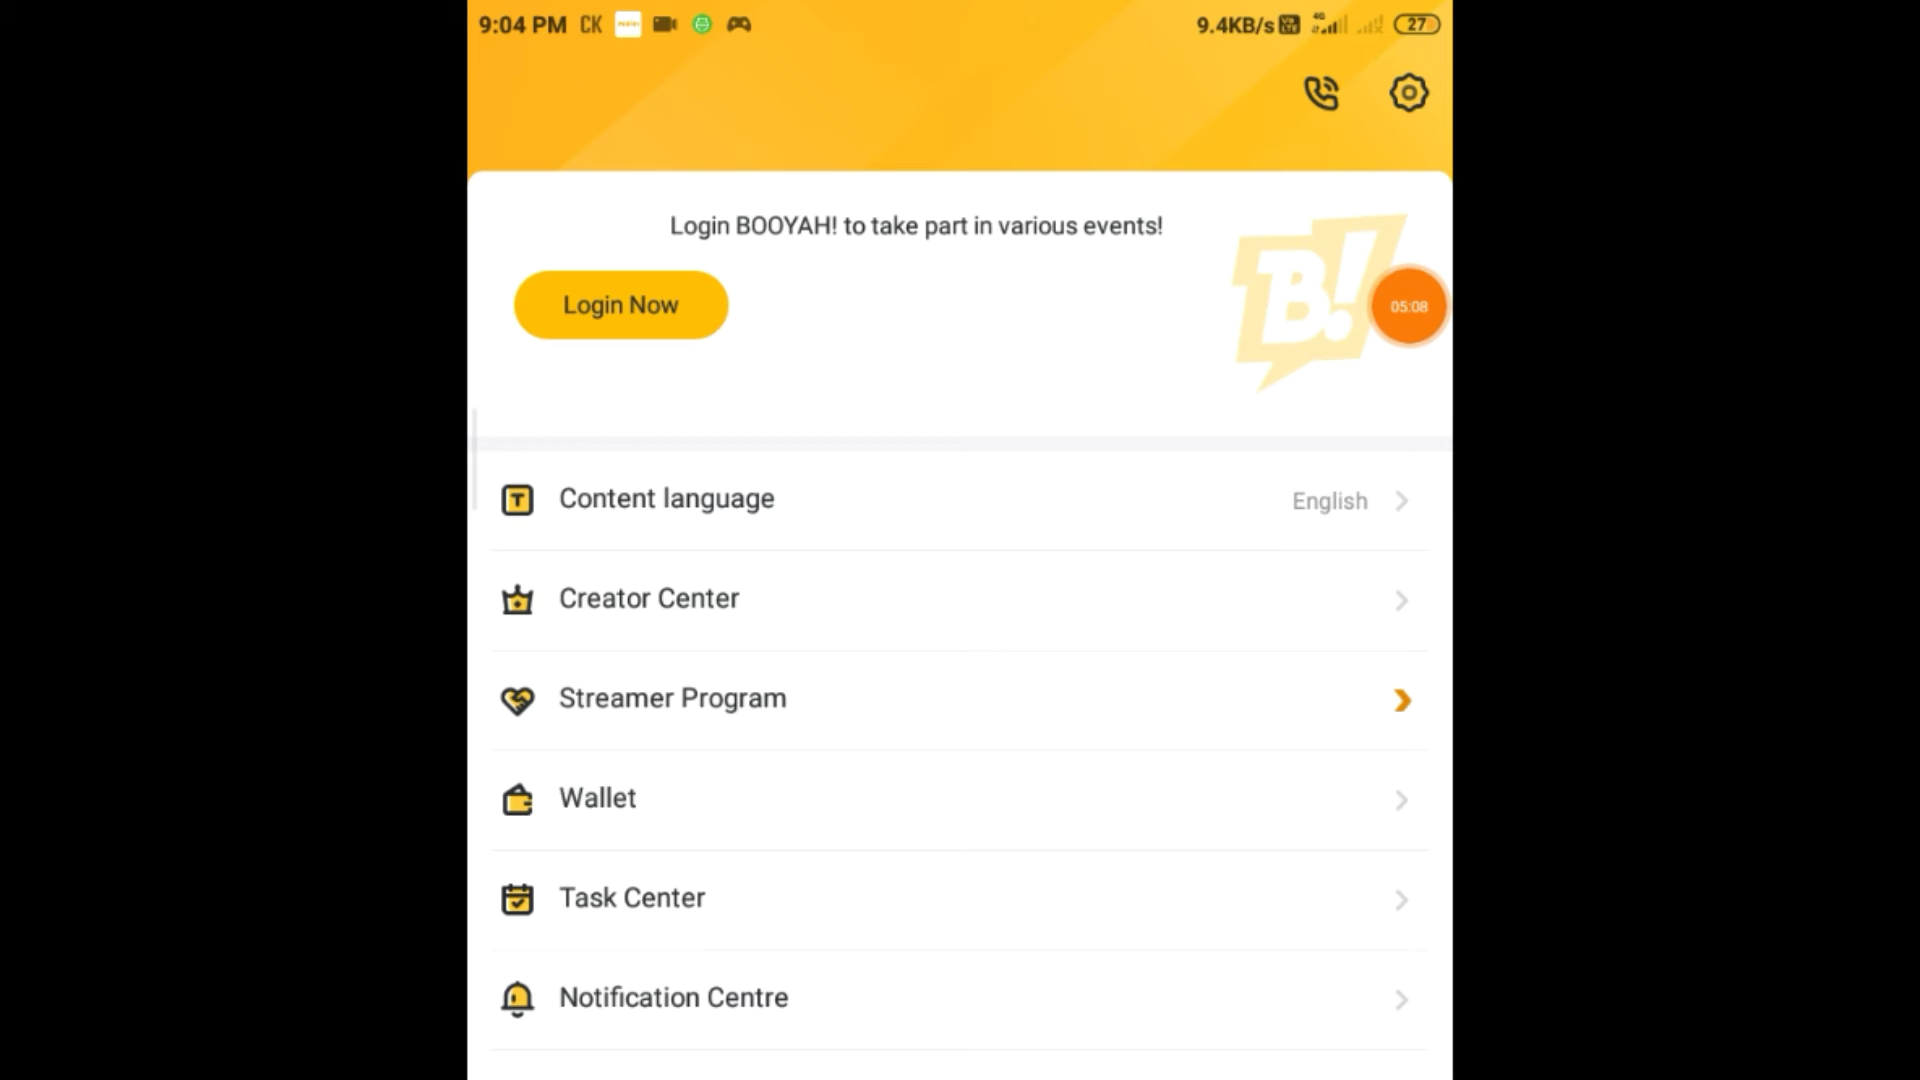 9:04 PM CK 9.4KB/s 4G 27
Login BOOYAH! to take part in various events!
B!
Login Now
05:08
Content language English
Creator Center
Streamer Program
Wallet
Task Center
Notification Centre